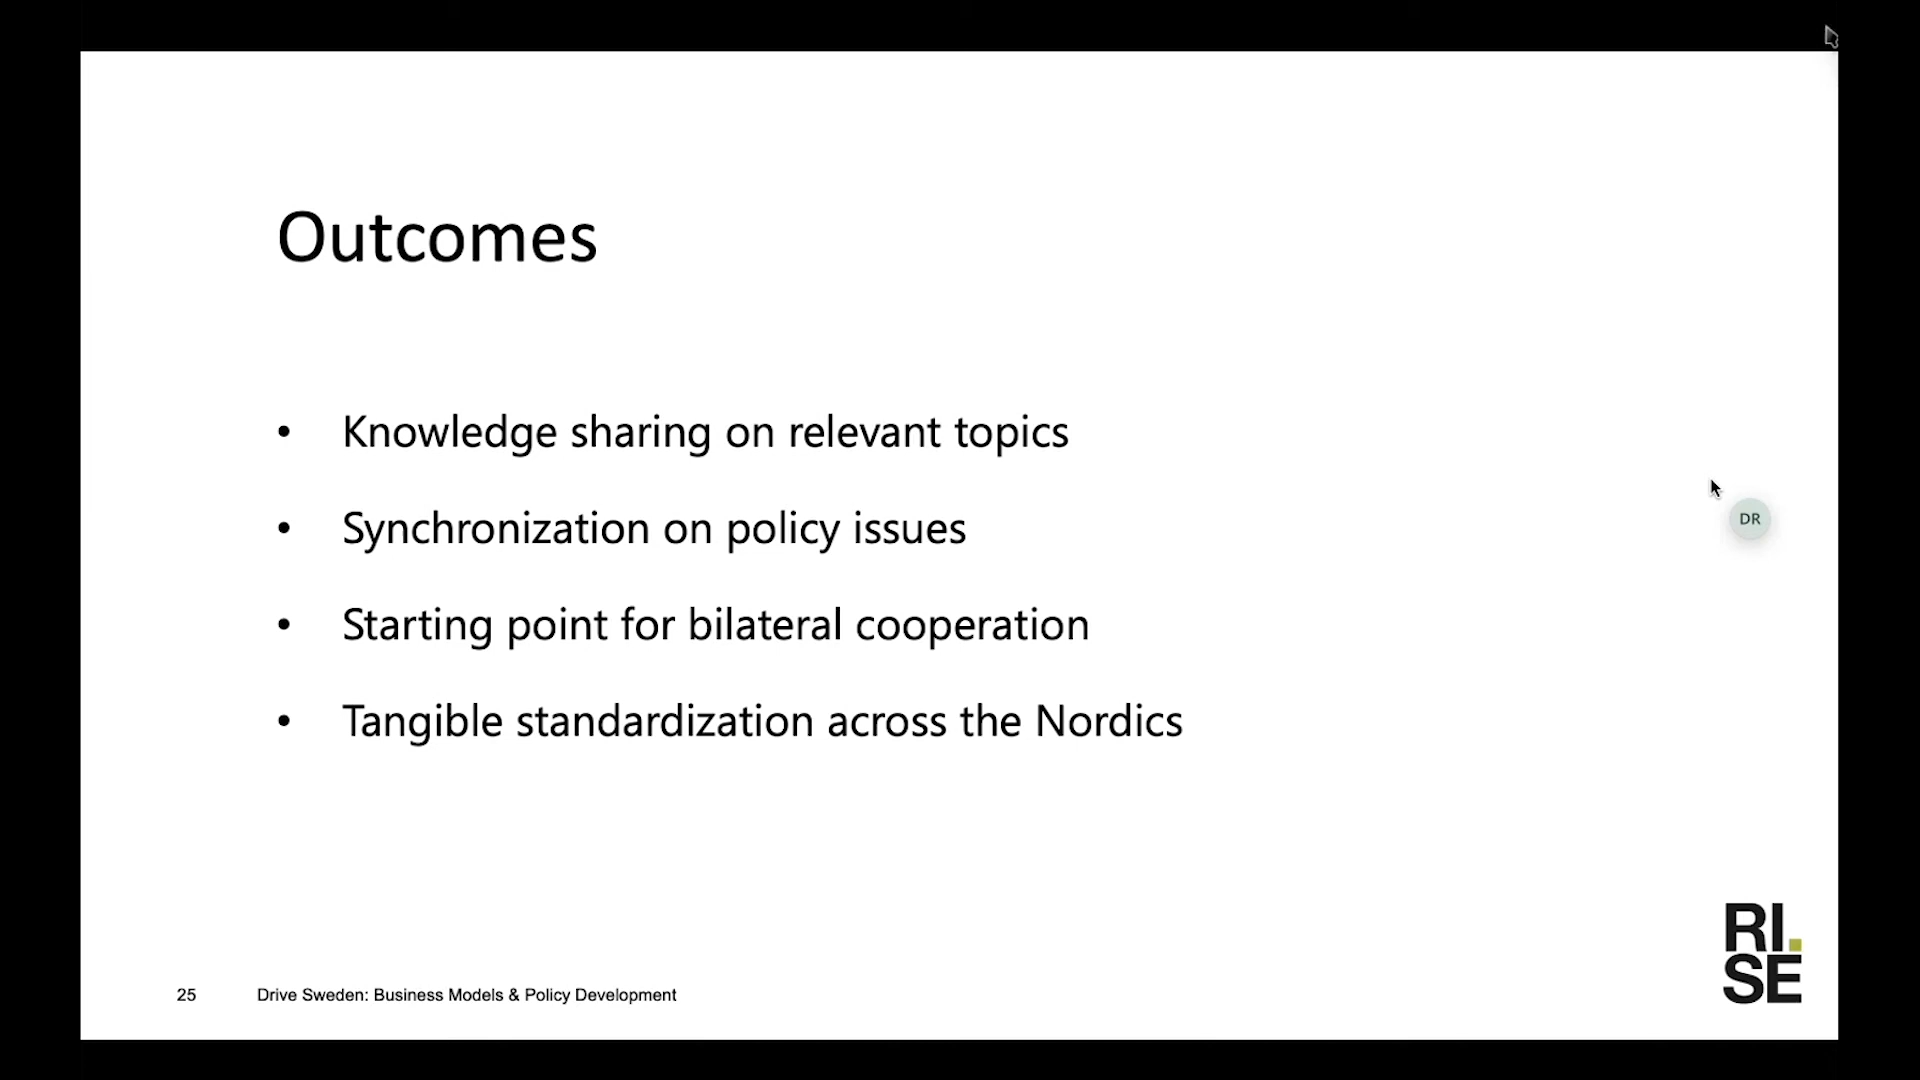 Outcomes
• Knowledge sharing on relevant topics
• Synchronization on policy issues
• Starting point for bilateral cooperation
• Tangible standardization across the Nordics
DR
RI.
SE
25 Drive Sweden: Business Models & Policy Development